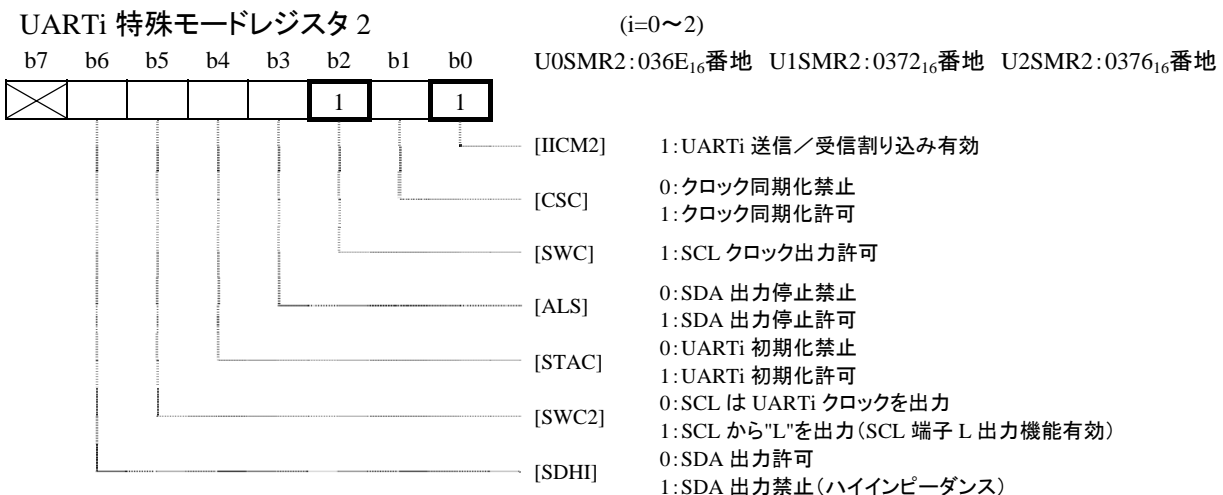 UARTi 特殊モードレジスタ 2 (i=0～2)
b7 b6 b5 b4 b3 b2 b1 b0 U0SMR2：036E₁₆番地 U1SMR2：0372₁₆番地 U2SMR2：0376₁₆番地
1 1
[IICM2] 1：UARTi 送信／受信割り込み有効
[CSC] 0：クロック同期化禁止
1：クロック同期化許可
[SWC] 1：SCL クロック出力許可
[ALS] 0：SDA 出力停止禁止
1：SDA 出力停止許可
[STAC] 0：UARTi 初期化禁止
1：UARTi 初期化許可
[SWC2] 0：SCL は UARTi クロックを出力
1：SCL から"L"を出力（SCL 端子 L 出力機能有効）
[SDHI] 0：SDA 出力許可
1：SDA 出力禁止（ハイインピーダンス）